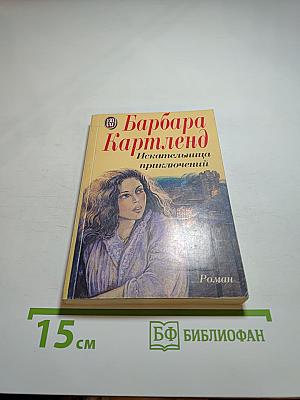 Барбара
Картленд
Искательница
приключений
Роман
15 см
БФ БИБЛИОФАН